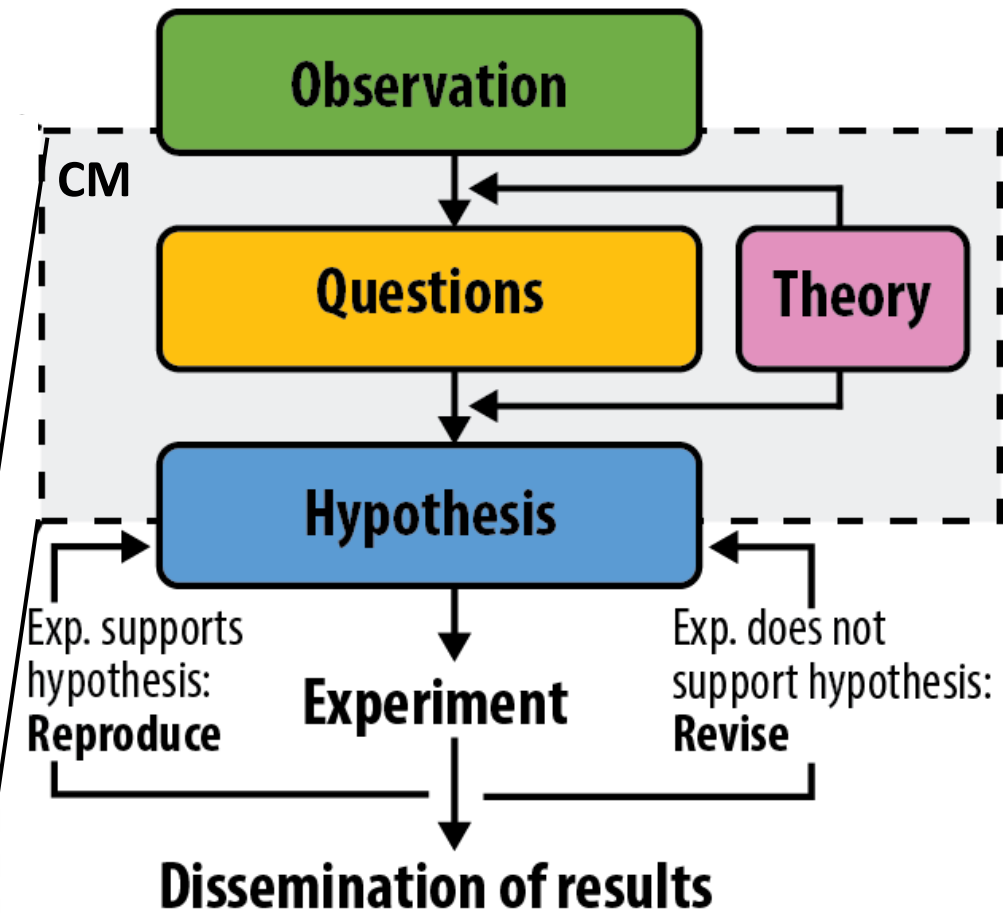 Observation
CM
Questions
Theory
Hypothesis
Exp. supports
hypothesis:
Reproduce
Experiment
Exp. does not
support hypothesis:
Revise
Dissemination of results